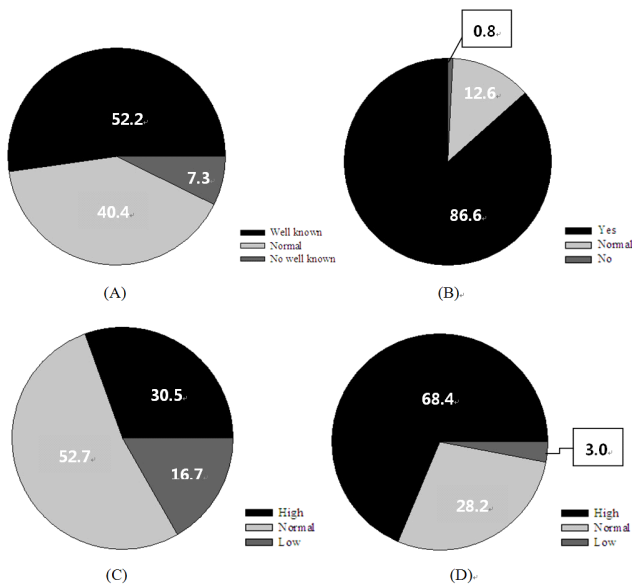 0.8
52.2
12.6
7.3
40.4
86.6
Well known
Normal
No well known
Yes
Normal
No
(A)
(B)
30.5
68.4
52.7
16.7
3.0
28.2
High
Normal
Low
High
Normal
Low
(C)
(D)